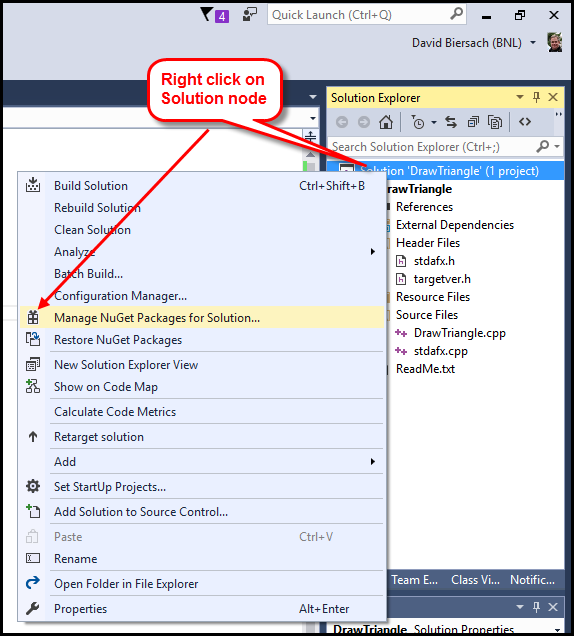 4
Quick Launch (Ctrl+Q)
David Biersach (BNL)
Right click on
Solution node
Solution Explorer
Search Solution Explorer (Ctrl+;)
Solution 'DrawTriangle' (1 project)
DrawTriangle
References
External Dependencies
Header Files
stdafx.h
targetver.h
Resource Files
Source Files
DrawTriangle.cpp
stdafx.cpp
ReadMe.txt
Build Solution Ctrl+Shift+B
Rebuild Solution
Clean Solution
Analyze
Batch Build...
Configuration Manager...
Manage NuGet Packages for Solution...
Restore NuGet Packages
New Solution Explorer View
Show on Code Map
Calculate Code Metrics
Retarget solution
Add
Set StartUp Projects...
Add Solution to Source Control...
Paste Ctrl+V
Rename
Open Folder in File Explorer
Properties Alt+Enter
Team E... Class Vi... Notific...
DrawTriangle Solution Properties